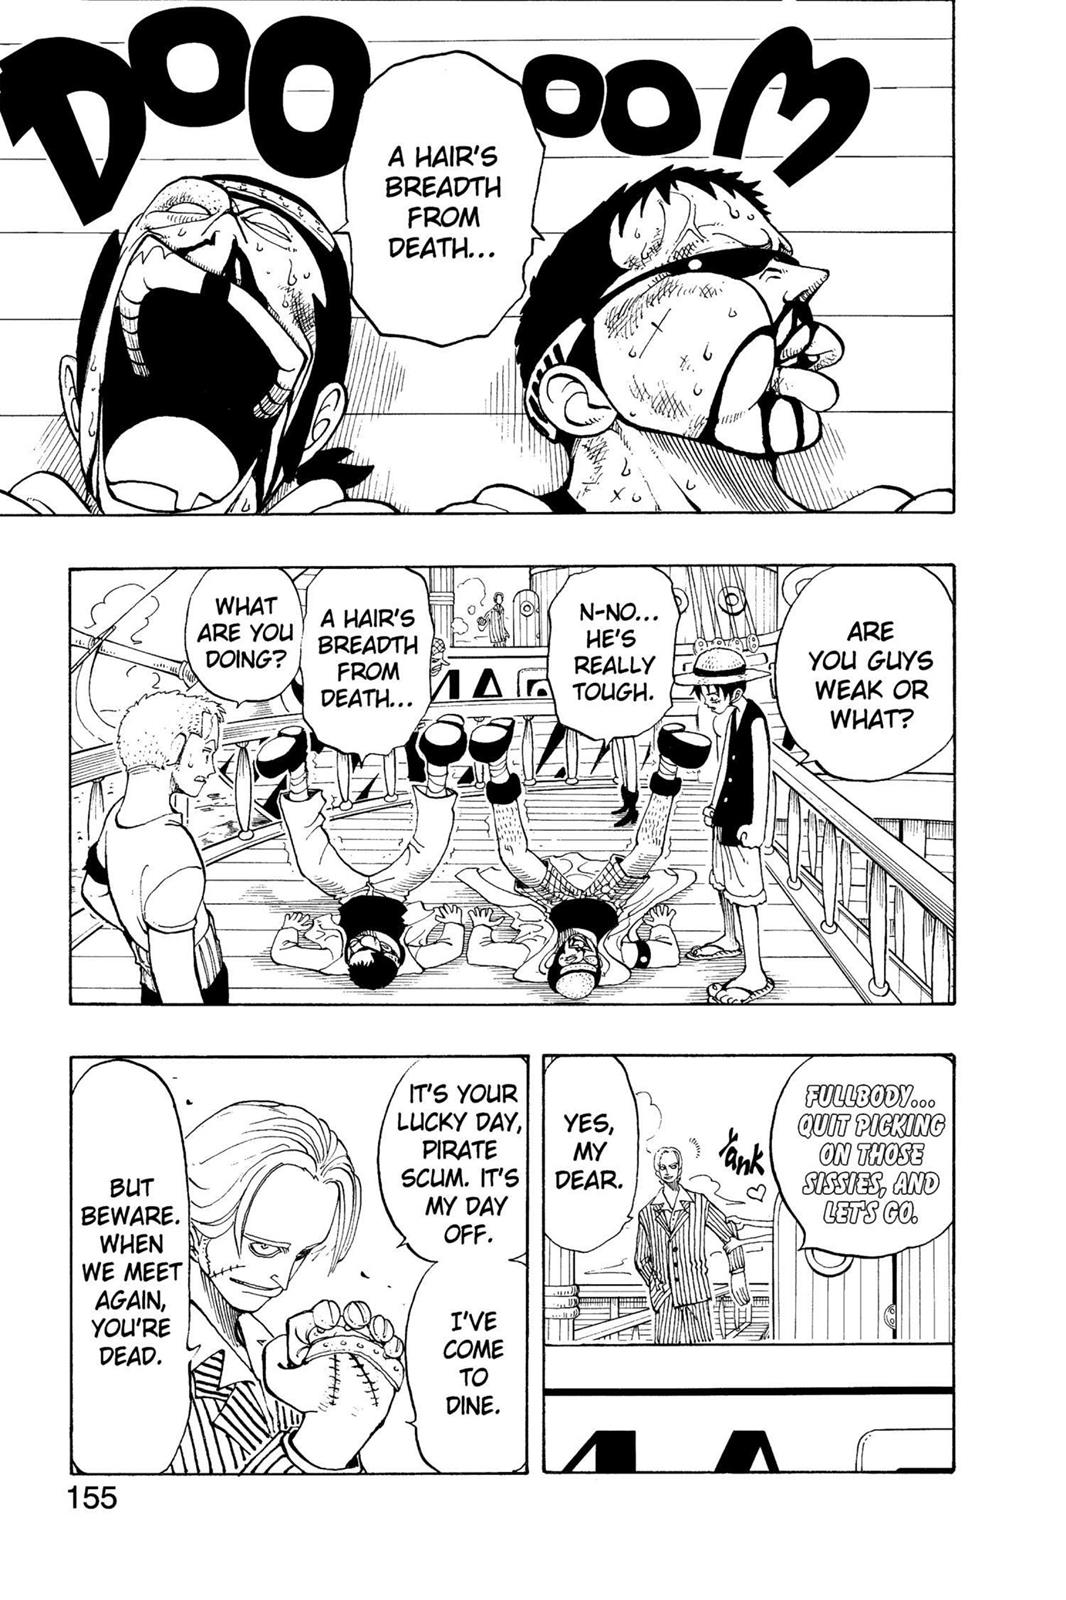 DOOOOOM
A HAIR'S
BREADTH
FROM
DEATH...
ARE
YOU GUYS
WEAK OR
WHAT?
N-NO...
HE'S
REALLY
TOUGH.
A HAIR'S
BREADTH
FROM
DEATH...
WHAT
ARE YOU
DOING?
FULLBODY...
QUIT PICKING
ON THOSE
SISSIES, AND
LET'S GO.
Yank
YES,
MY
DEAR.
IT'S YOUR
LUCKY DAY,
PIRATE
SCUM. IT'S
MY DAY
OFF.
I'VE
COME
TO
DINE.
BUT
BEWARE.
WHEN
WE MEET
AGAIN,
YOU'RE
DEAD.
155